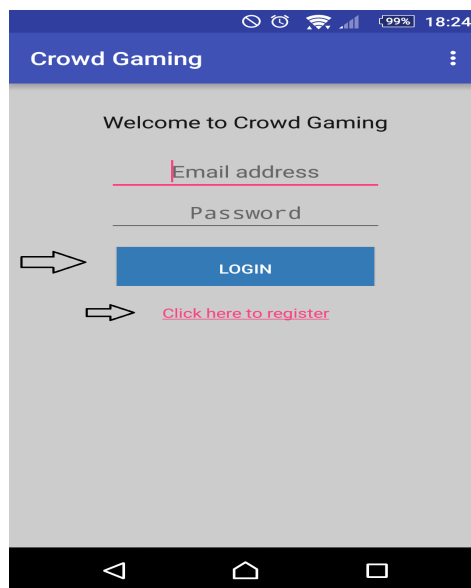 99% 18:24
Crowd Gaming
Welcome to Crowd Gaming
Email address
Password
LOGIN
Click here to register